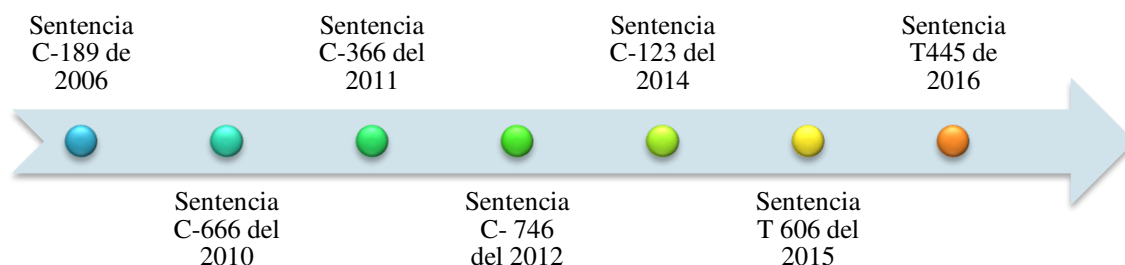 Sentencia
C-189 de
2006
Sentencia
C-666 del
2010
Sentencia
C-366 del
2011
Sentencia
C- 746
del 2012
Sentencia
C-123 del
2014
Sentencia
T 606 del
2015
Sentencia
T445 de
2016